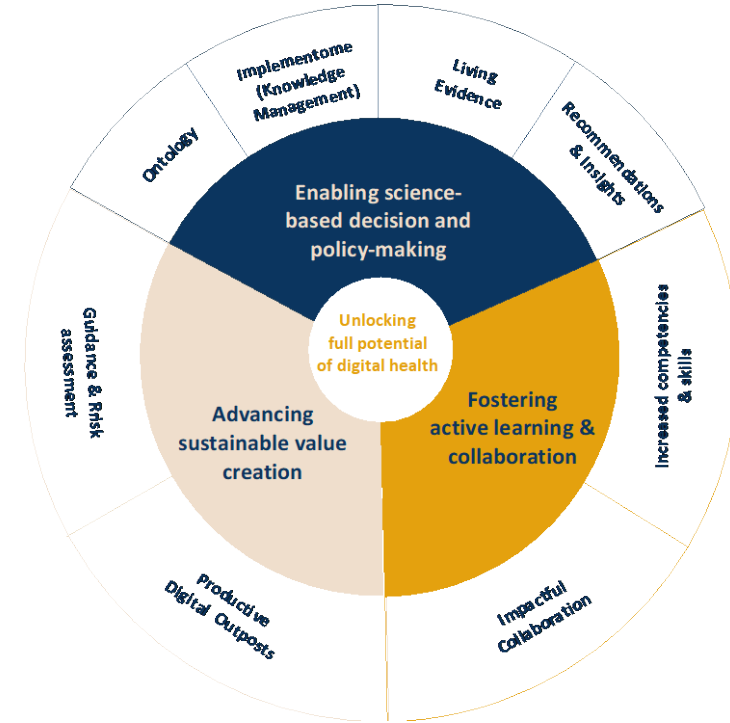 Implementome
(Knowledge
Management)
Living
Evidence
Recommendations
& Insights
Ontology
Enabling science-
based decision and
policy-making
Unlocking
full potential
of digital health
Increased competencies
& skills
Guidance & Rrisk
assessment
Advancing
sustainable value
creation
Fostering
active learning &
collaboration
Productive
Digital Outposts
Impactful
Collaboration